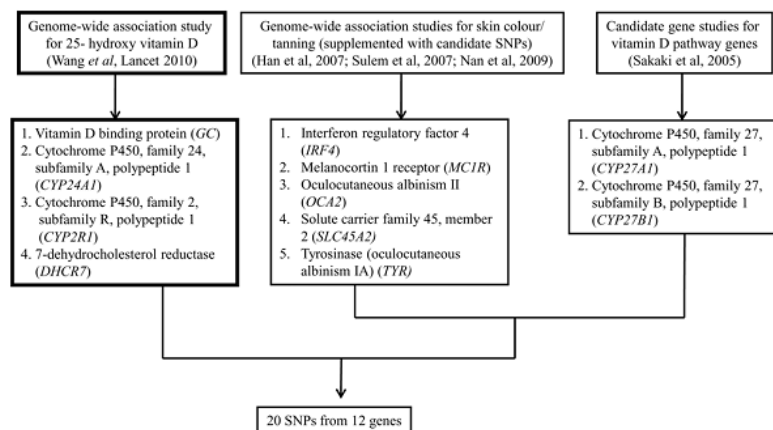 Genome-wide association study
for 25- hydroxy vitamin D
(Wang et al, Lancet 2010)
Genome-wide association studies for skin colour/
tanning (supplemented with candidate SNPs)
(Han et al, 2007; Sulem et al, 2007; Nan et al, 2009)
Candidate gene studies for
vitamin D pathway genes
(Sakaki et al, 2005)
1. Vitamin D binding protein (GC)
2. Cytochrome P450, family 24,
subfamily A, polypeptide 1
(CYP24A1)
3. Cytochrome P450, family 2,
subfamily R, polypeptide 1
(CYP2R1)
4. 7-dehydrocholesterol reductase
(DHCR7)
1. Interferon regulatory factor 4
(IRF4)
2. Melanocortin 1 receptor (MC1R)
3. Oculocutaneous albinism II
(OCA2)
4. Solute carrier family 45, member
2 (SLC45A2)
5. Tyrosinase (oculocutaneous
albinism IA) (TYR)
1. Cytochrome P450, family 27,
subfamily A, polypeptide 1
(CYP27A1)
2. Cytochrome P450, family 27,
subfamily B, polypeptide 1
(CYP27B1)
20 SNPs from 12 genes